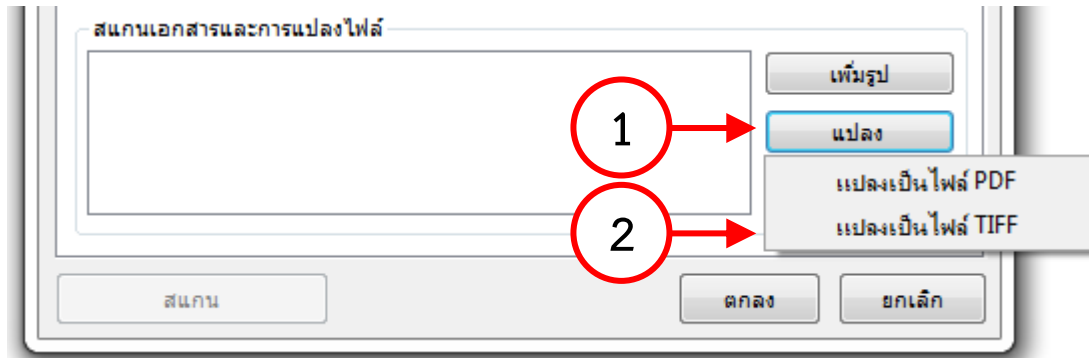 สแกนเอกสารและการแปลงไฟล์
เพิ่มรูป
1
แปลง
แปลงเป็นไฟล์ PDF
2
แปลงเป็นไฟล์ TIFF
สแกน
ตกลง
ยกเลิก